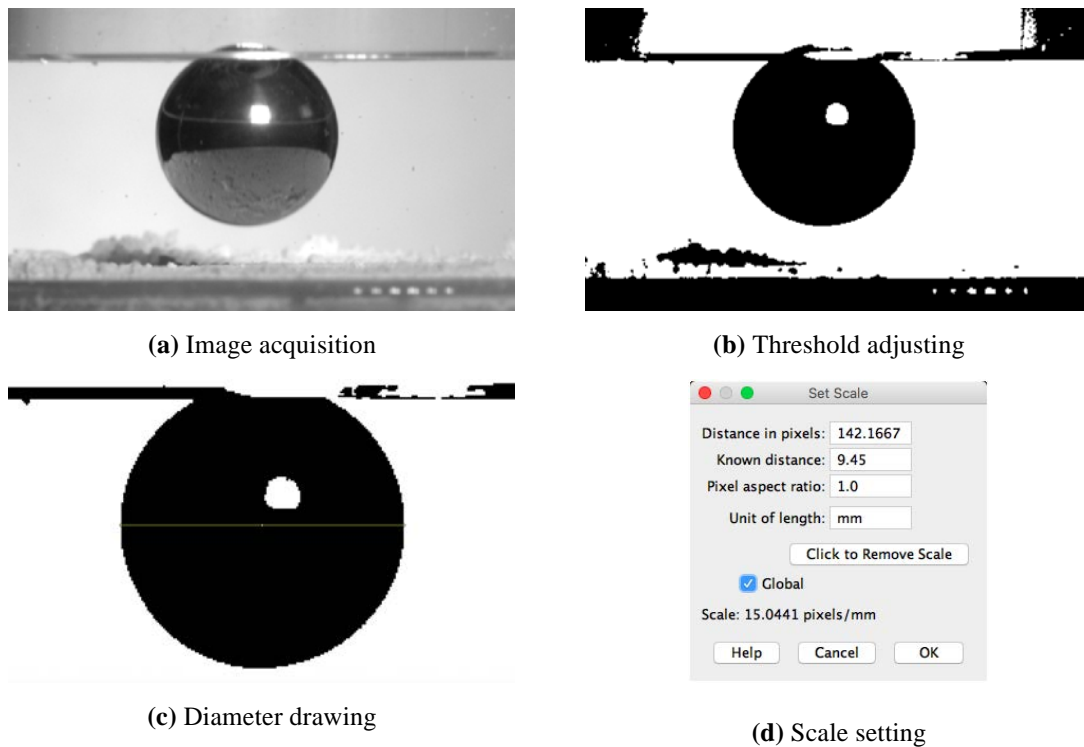 (a) Image acquisition
(b) Threshold adjusting
(c) Diameter drawing
Set Scale
Distance in pixels: 142.1667
Known distance: 9.45
Pixel aspect ratio: 1.0
Unit of length: mm
Click to Remove Scale
Global
Scale: 15.0441 pixels/mm
Help Cancel OK
(d) Scale setting